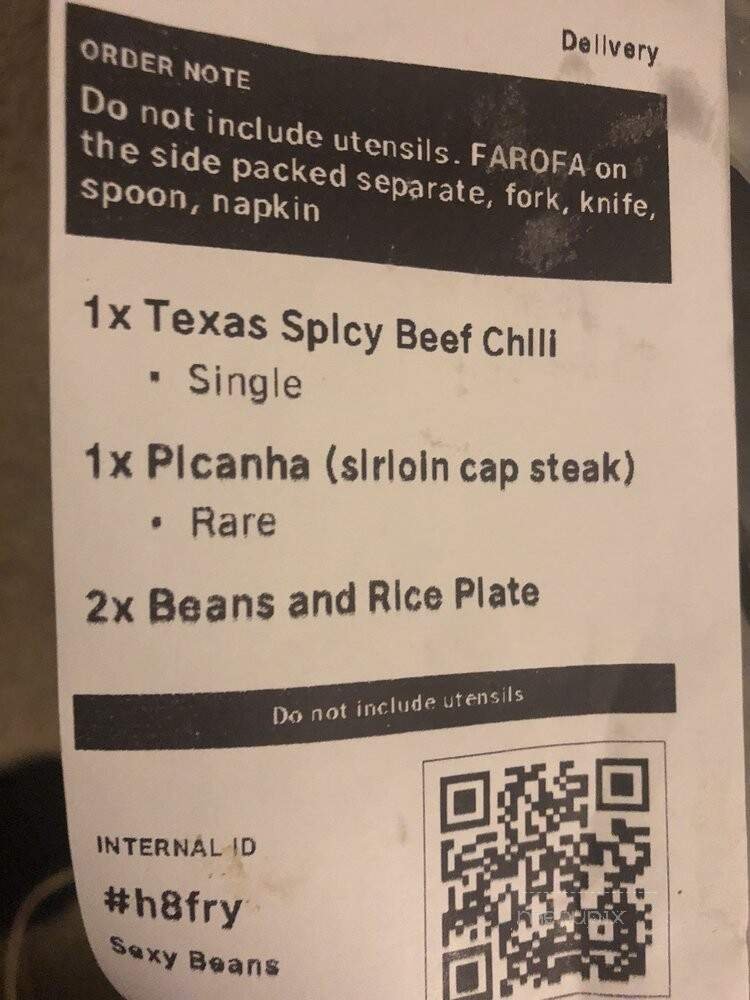 Delivery
ORDER NOTE
Do not include utensils. FAROFA on
the side packed separate, fork, knife,
spoon, napkin
1x Texas Spicy Beef Chili
▪ Single
1x Picanha (sirloin cap steak)
▪ Rare
2x Beans and Rice Plate
Do not include utensils
INTERNAL ID
#h8fry
Sexy Beans
menupix